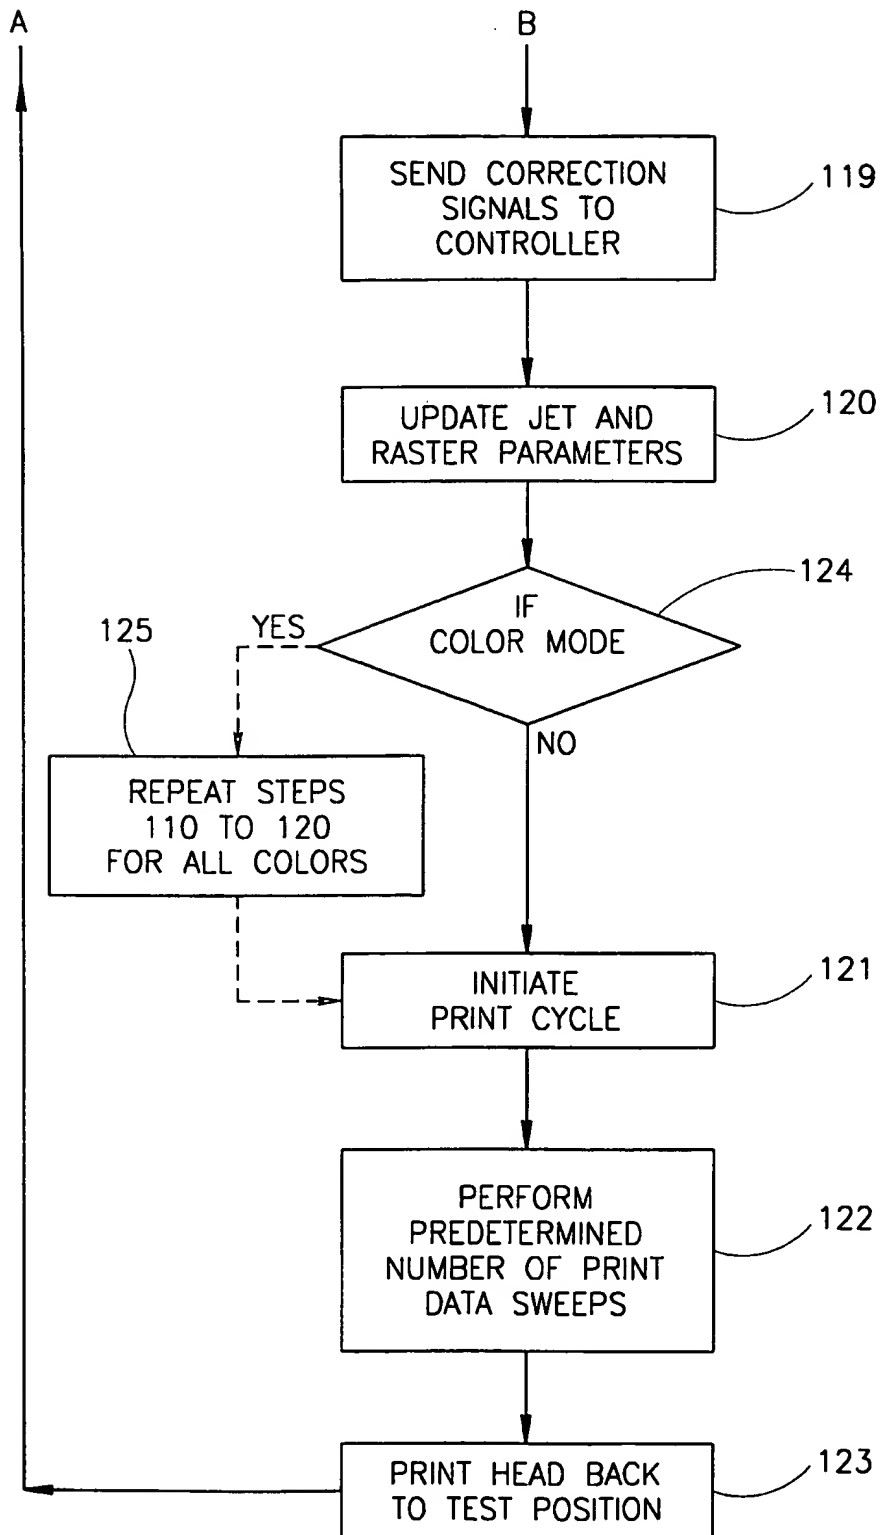 A
B
SEND CORRECTION
SIGNALS TO
CONTROLLER
119
UPDATE JET AND
RASTER PARAMETERS
120
124
IF
COLOR MODE
YES
125
NO
REPEAT STEPS
110 TO 120
FOR ALL COLORS
INITIATE
PRINT CYCLE
121
PERFORM
PREDETERMINED
NUMBER OF PRINT
DATA SWEEPS
122
PRINT HEAD BACK
TO TEST POSITION
123